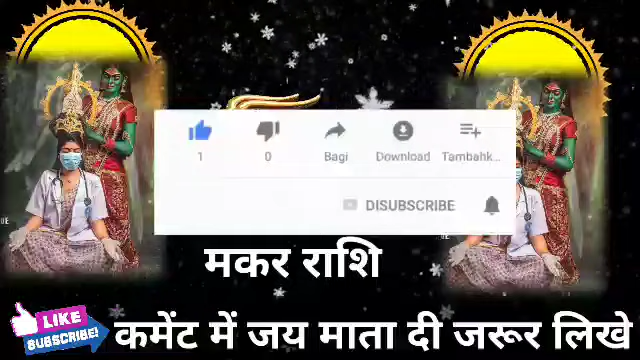 1
0
Bagi
Download
Tambahk...
DISUBSCRIBE
मकर राशि
LIKE
SUBSCRIBE!
कमेंट में जय माता दी जरूर लिखे